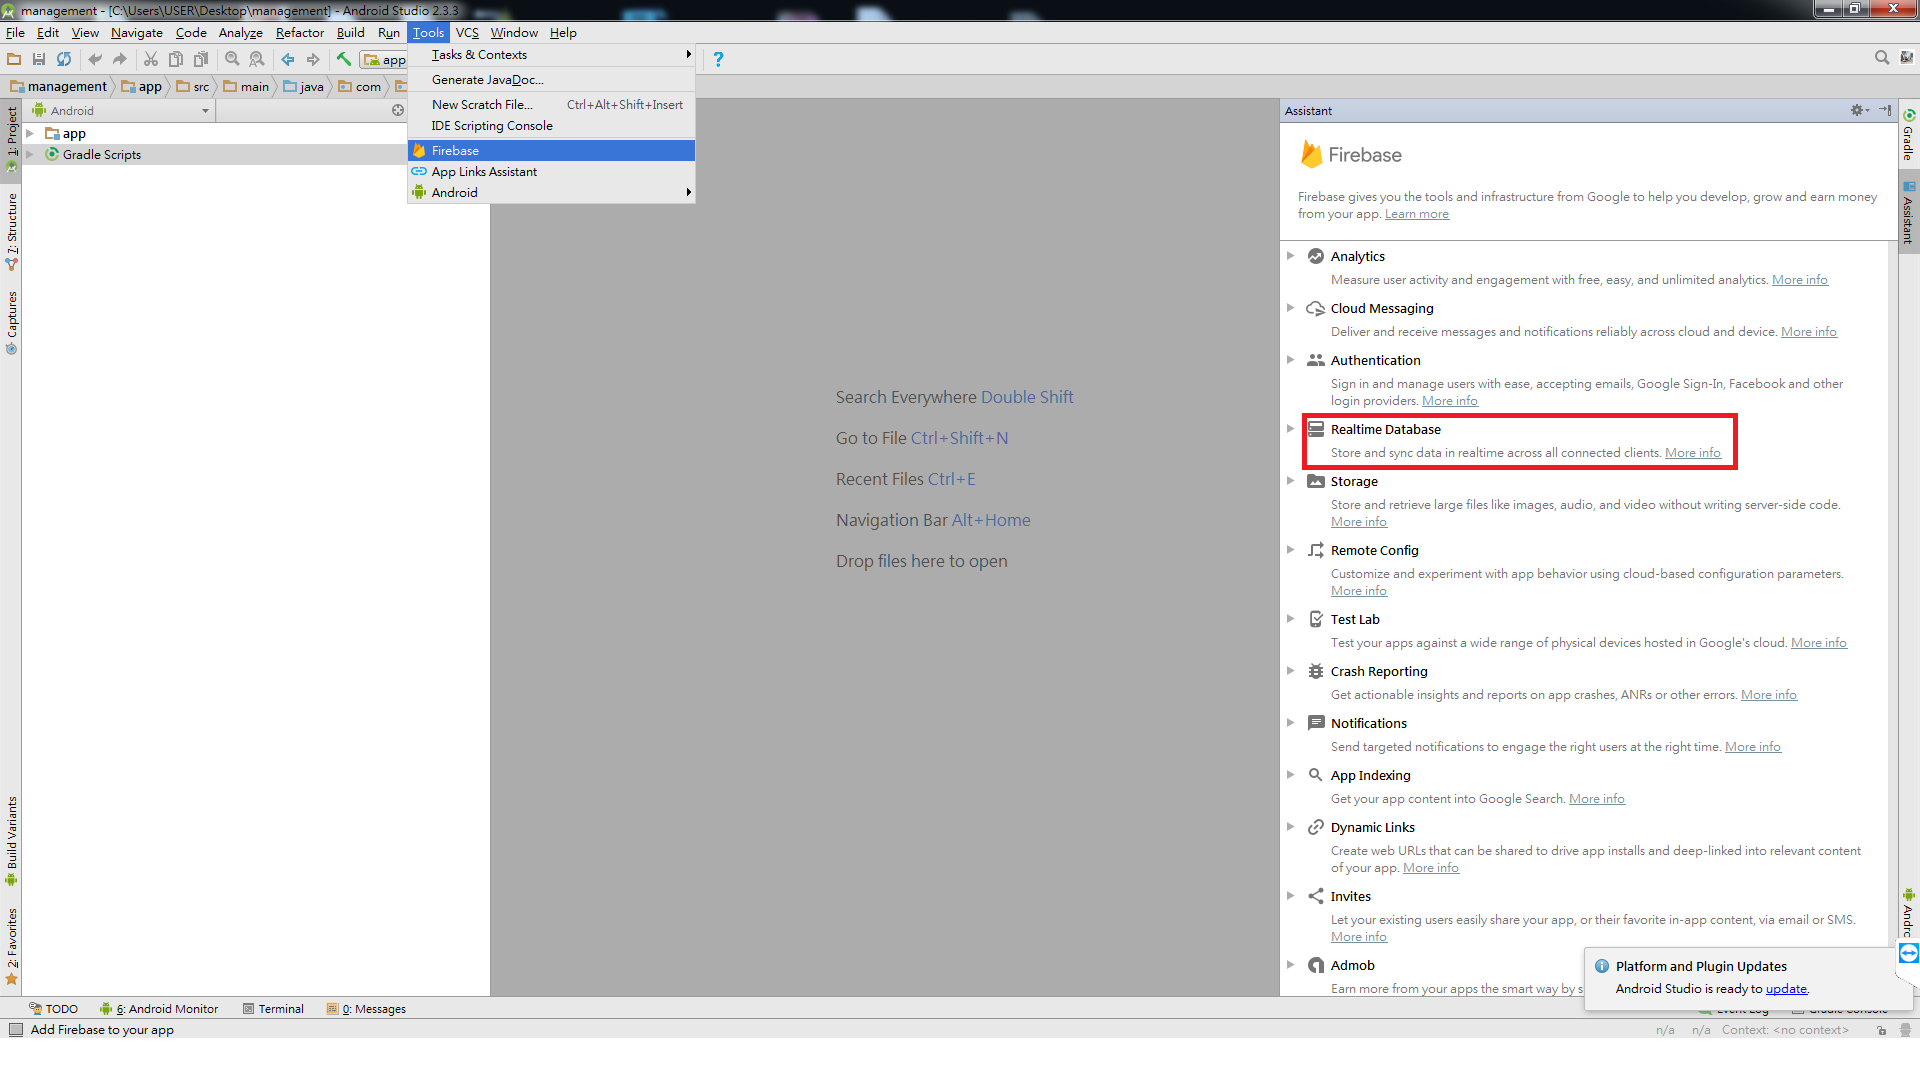 management - [C:\Users\USER\Desktop\management] - Android Studio 2.3.3
File Edit View Navigate Code Analyze Refactor Build Run Tools VCS Window Help
app
management app src main java com
Android
app
Gradle Scripts
Tasks & Contexts
Generate JavaDoc...
New Scratch File... Ctrl+Alt+Shift+Insert
IDE Scripting Console
Firebase
App Links Assistant
Android
1: Project
7: Structure
Captures
Build Variants
2: Favorites
Search Everywhere Double Shift
Go to File Ctrl+Shift+N
Recent Files Ctrl+E
Navigation Bar Alt+Home
Drop files here to open
Assistant
Firebase
Firebase gives you the tools and infrastructure from Google to help you develop, grow and earn money
from your app. Learn more
Analytics
Measure user activity and engagement with free, easy, and unlimited analytics. More info
Cloud Messaging
Deliver and receive messages and notifications reliably across cloud and device. More info
Authentication
Sign in and manage users with ease, accepting emails, Google Sign-In, Facebook and other
login providers. More info
Realtime Database
Store and sync data in realtime across all connected clients. More info
Storage
Store and retrieve large files like images, audio, and video without writing server-side code.
More info
Remote Config
Customize and experiment with app behavior using cloud-based configuration parameters.
More info
Test Lab
Test your apps against a wide range of physical devices hosted in Google's cloud. More info
Crash Reporting
Get actionable insights and reports on app crashes, ANRs or other errors. More info
Notifications
Send targeted notifications to engage the right users at the right time. More info
App Indexing
Get your app content into Google Search. More info
Dynamic Links
Create web URLs that can be shared to drive app installs and deep-linked into relevant content
of your app. More info
Invites
Let your existing users easily share your app, or their favorite in-app content, via email or SMS.
More info
Admob
Earn more from your apps the smart way by s
Gradle
Assistant
Andro
Platform and Plugin Updates
Android Studio is ready to update.
TODO 6: Android Monitor Terminal 0: Messages Event Log Gradle Console
Add Firebase to your app n/a n/a Context: <no context>